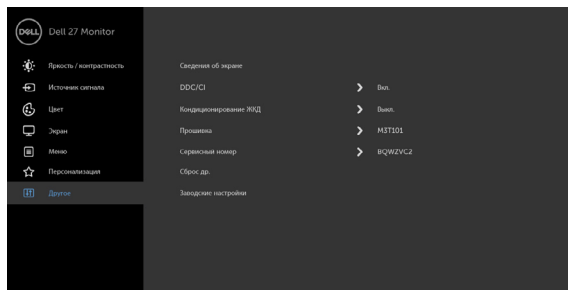 DELL
Dell 27 Monitor
Яркость / контрастность
Источник сигнала
Цвет
Экран
Меню
Персонализация
Другое
Сведения об экране
DDC/CI Вкл.
Кондиционирование ЖКД Выкл.
Прошивка M3T101
Сервисный номер BQWZVC2
Сброс др.
Заводские настройки